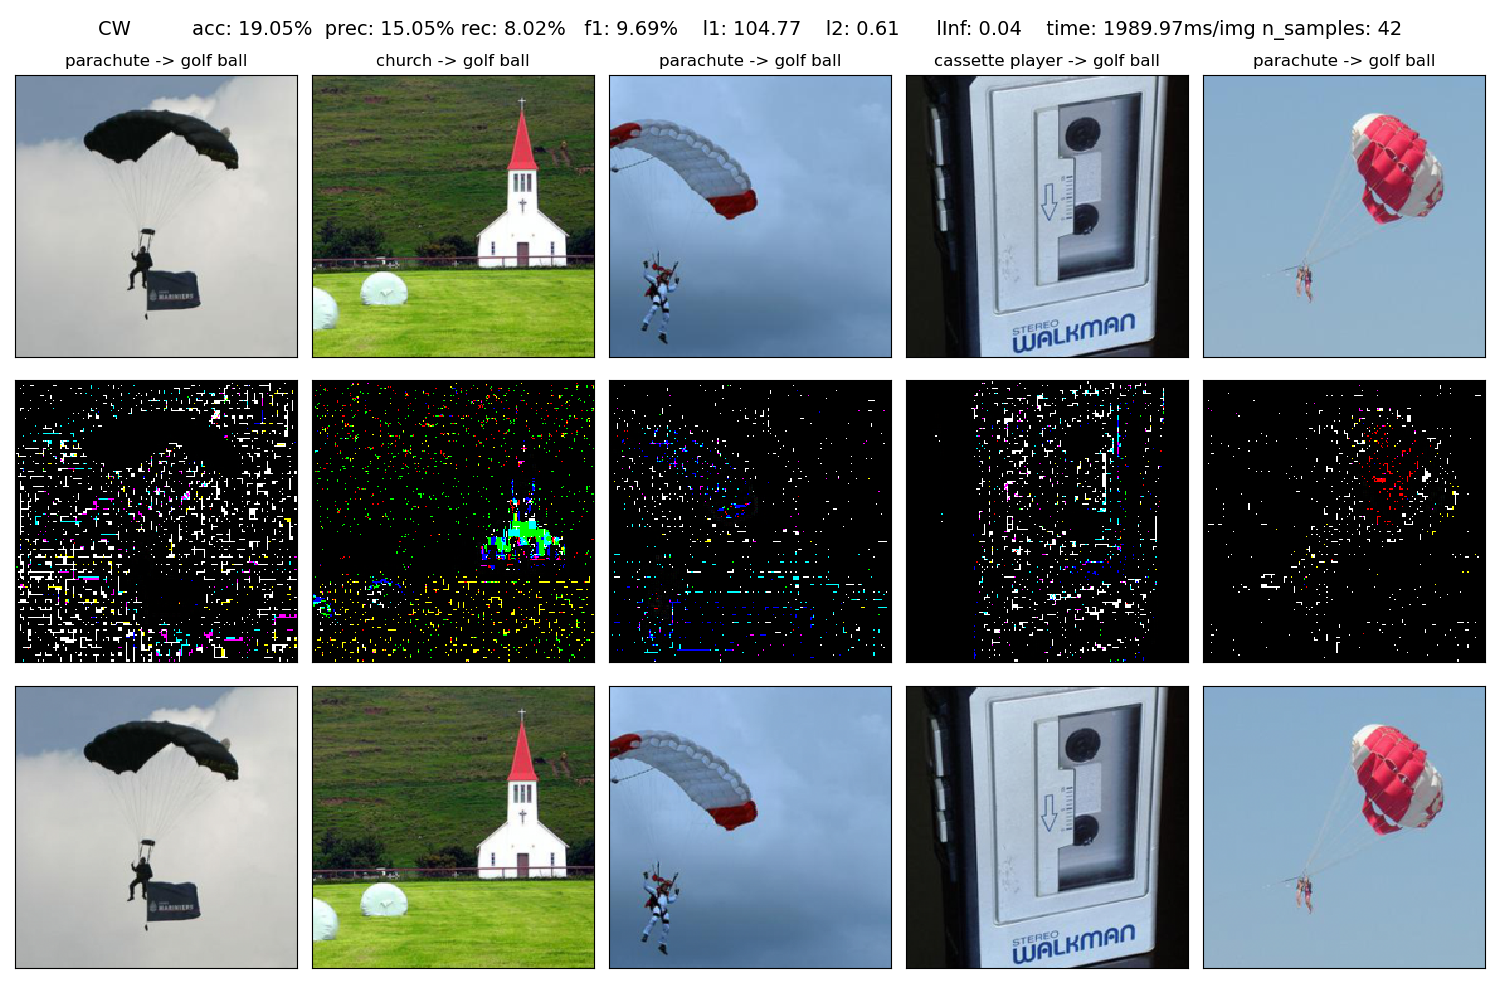 CW acc: 19.05% prec: 15.05% rec: 8.02% f1: 9.69% l1: 104.77 l2: 0.61 lInf: 0.04 time: 1989.97ms/img n_samples: 42
parachute -> golf ball
church -> golf ball
parachute -> golf ball
cassette player -> golf ball
parachute -> golf ball
STEREO
WALKMAN
STEREO
WALKMAN